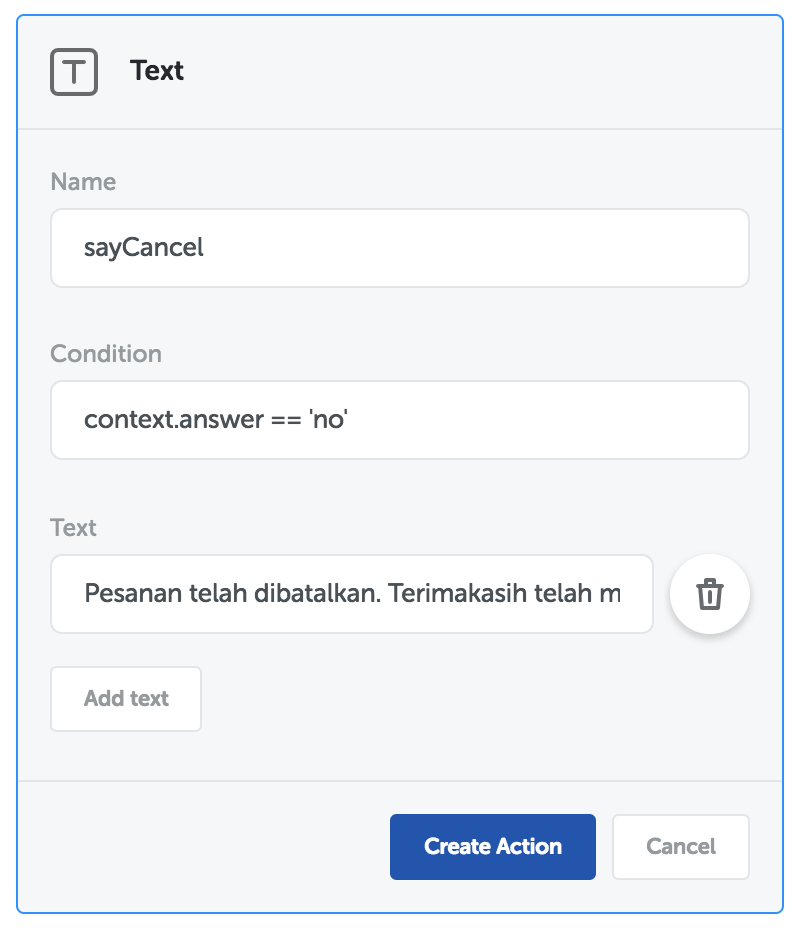 T Text
Name
sayCancel
Condition
context.answer == 'no'
Text
Pesanan telah dibatalkan. Terimakasih telah m
Add text
Create Action Cancel